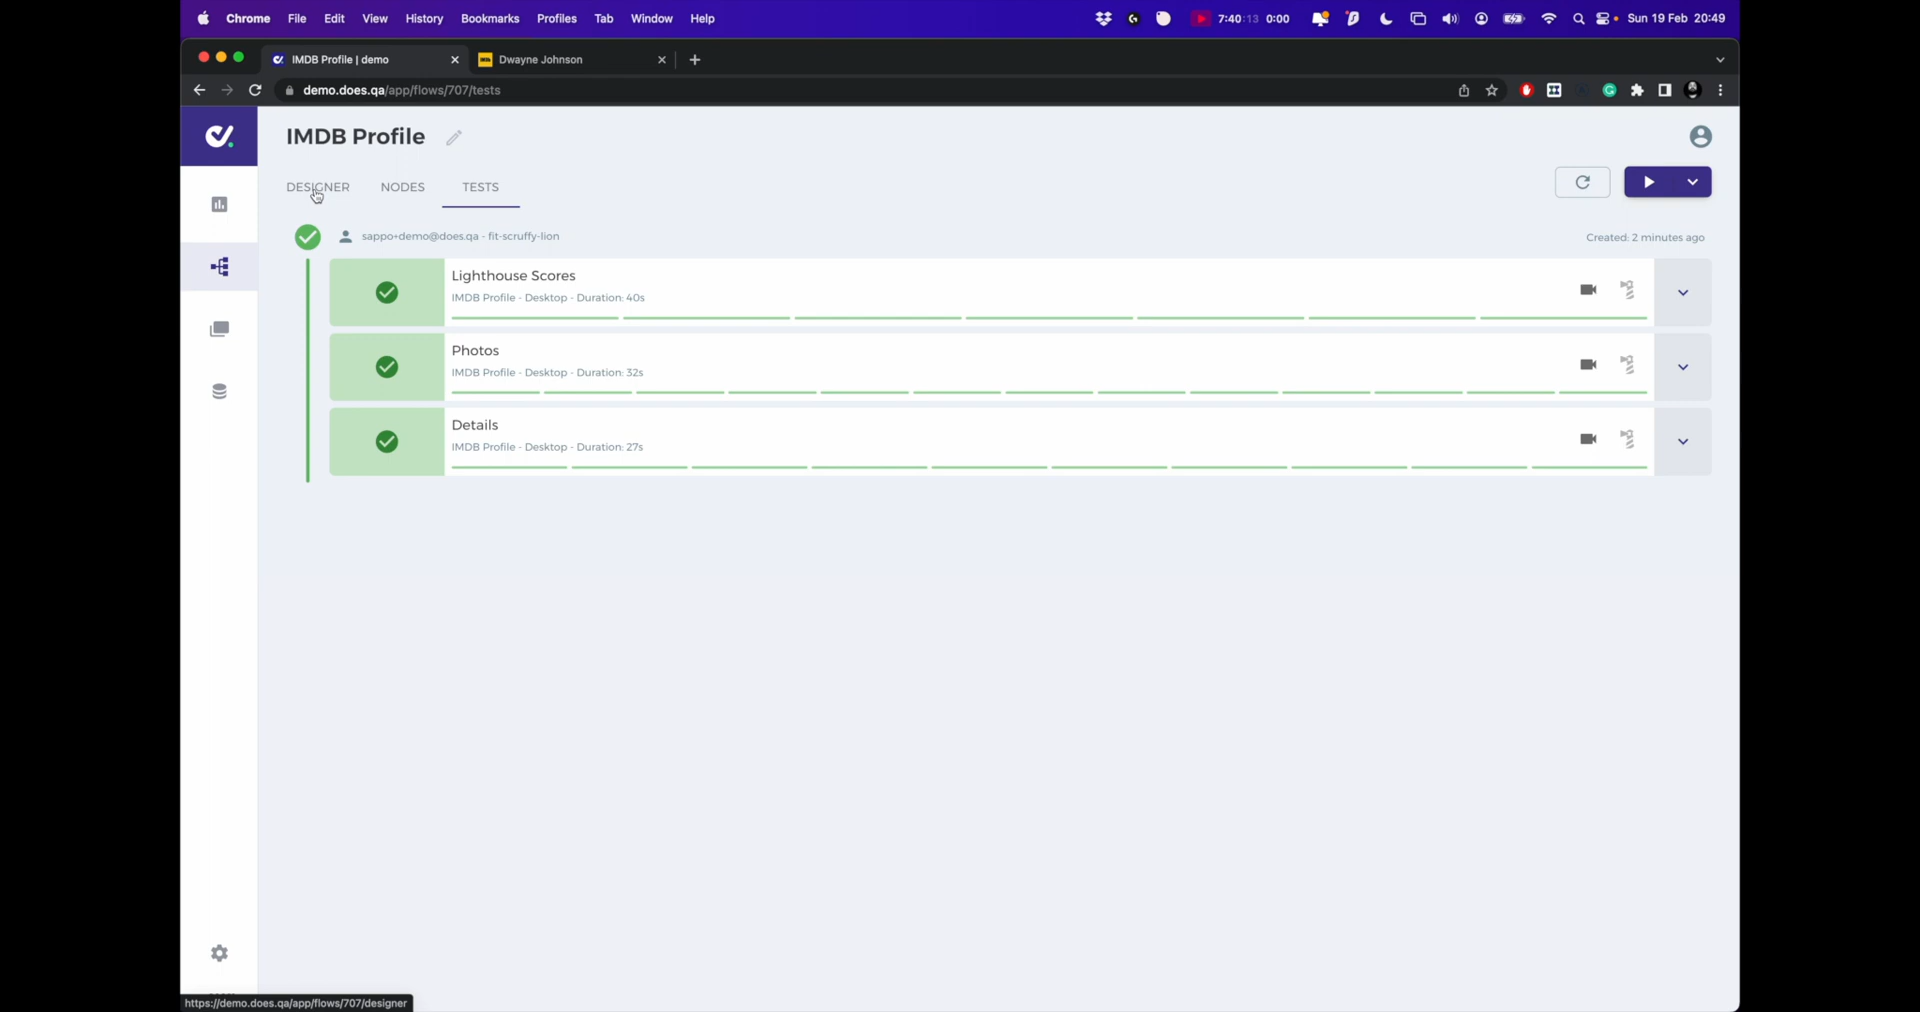 Chrome File Edit View History Bookmarks Profiles Tab Window Help 7:40:13 0:00 Sun 19 Feb 20:49
IMDB Profile | demo Dwayne Johnson
demo.does.qa/app/flows/707/tests
IMDB Profile
DESIGNER NODES TESTS
sappo+demo@does.qa - fit-scruffy-lion Created: 2 minutes ago
Lighthouse Scores
IMDB Profile - Desktop - Duration: 40s
Photos
IMDB Profile - Desktop - Duration: 32s
Details
IMDB Profile - Desktop - Duration: 27s
https://demo.does.qa/app/flows/707/designer